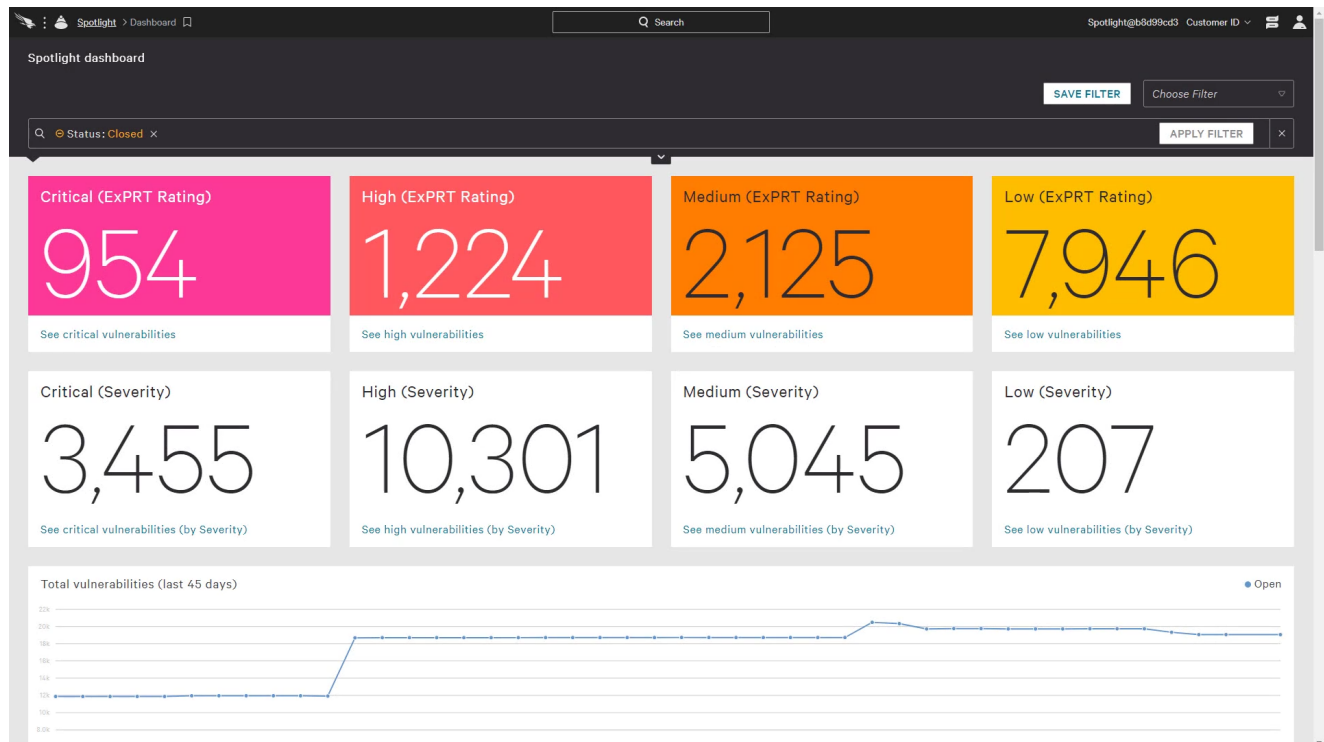 Spotlight > Dashboard
Search
Spotlight@b8d99cd3 Customer ID
Spotlight dashboard
SAVE FILTER
Choose Filter
Status: Closed ×
APPLY FILTER
×
Critical (ExPRT Rating)
954
See critical vulnerabilities
High (ExPRT Rating)
1,224
See high vulnerabilities
Medium (ExPRT Rating)
2,125
See medium vulnerabilities
Low (ExPRT Rating)
7,946
See low vulnerabilities
Critical (Severity)
3,455
See critical vulnerabilities (by Severity)
High (Severity)
10,301
See high vulnerabilities (by Severity)
Medium (Severity)
5,045
See medium vulnerabilities (by Severity)
Low (Severity)
207
See low vulnerabilities (by Severity)
Total vulnerabilities (last 45 days)
Open
22k
20k
18k
16k
14k
12k
10k
8.0k